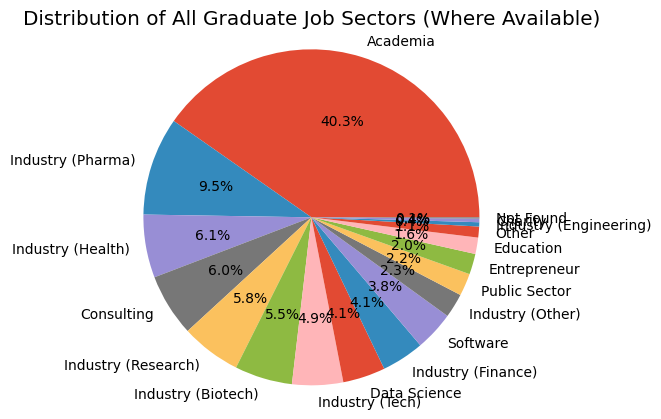 Distribution of All Graduate Job Sectors (Where Available)
Academia
40.3%
Industry (Pharma)
9.5%
Industry (Health)
6.1%
Consulting
6.0%
Industry (Research)
5.8%
Industry (Biotech)
5.5%
Industry (Tech)
4.9%
Data Science
4.1%
Industry (Finance)
4.1%
Software
3.8%
Industry (Other)
2.3%
Public Sector
2.2%
Entrepreneur
2.0%
Education
1.6%
Other
1.1%
Industry (Engineering)
Not Found